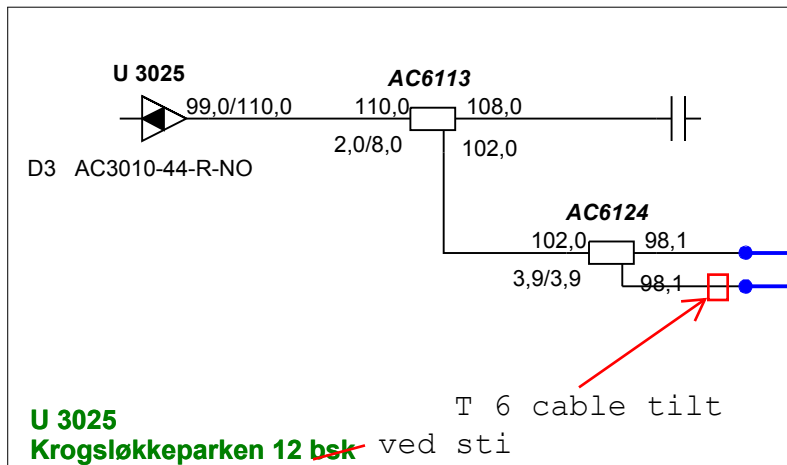 U 3025
AC6113
99,0/110,0
110,0
108,0
2,0/8,0
102,0
D3 AC3010-44-R-NO
AC6124
102,0
98,1
3,9/3,9
98,1
T 6 cable tilt
U 3025
Krogsløkkeparken 12 bsk ved sti